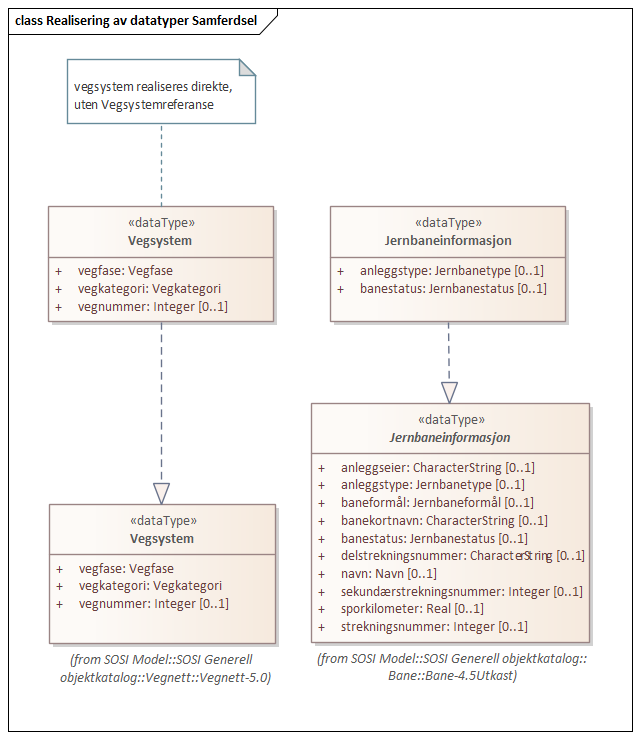 class Realisering av datatyper Samferdsel
vegsystem realiseres direkte,
uten Vegsystemreferanse
«dataType»
Vegsystem
+ vegfase: Vegfase
+ vegkategori: Vegkategori
+ vegnummer: Integer [0..1]
«dataType»
Jernbaneinformasjon
+ anleggstype: Jernbanetype [0..1]
+ banestatus: Jernbanestatus [0..1]
«dataType»
Vegsystem
+ vegfase: Vegfase
+ vegkategori: Vegkategori
+ vegnummer: Integer [0..1]
(from SOSI Model::SOSI Generell
objektkatalog::Vegnett::Vegnett-5.0)
«dataType»
Jernbaneinformasjon
+ anleggseier: CharacterString [0..1]
+ anleggstype: Jernbanetype [0..1]
+ baneformål: Jernbaneformål [0..1]
+ banekortnavn: CharacterString [0..1]
+ banestatus: Jernbanestatus [0..1]
+ delstrekningsnummer: CharacterString [0..1]
+ navn: Navn [0..1]
+ sekundærstrekningsnummer: Integer [0..1]
+ sporkilometer: Real [0..1]
+ strekningsnummer: Integer [0..1]
(from SOSI Model::SOSI Generell objektkatalog::
Bane::Bane-4.5Utkast)